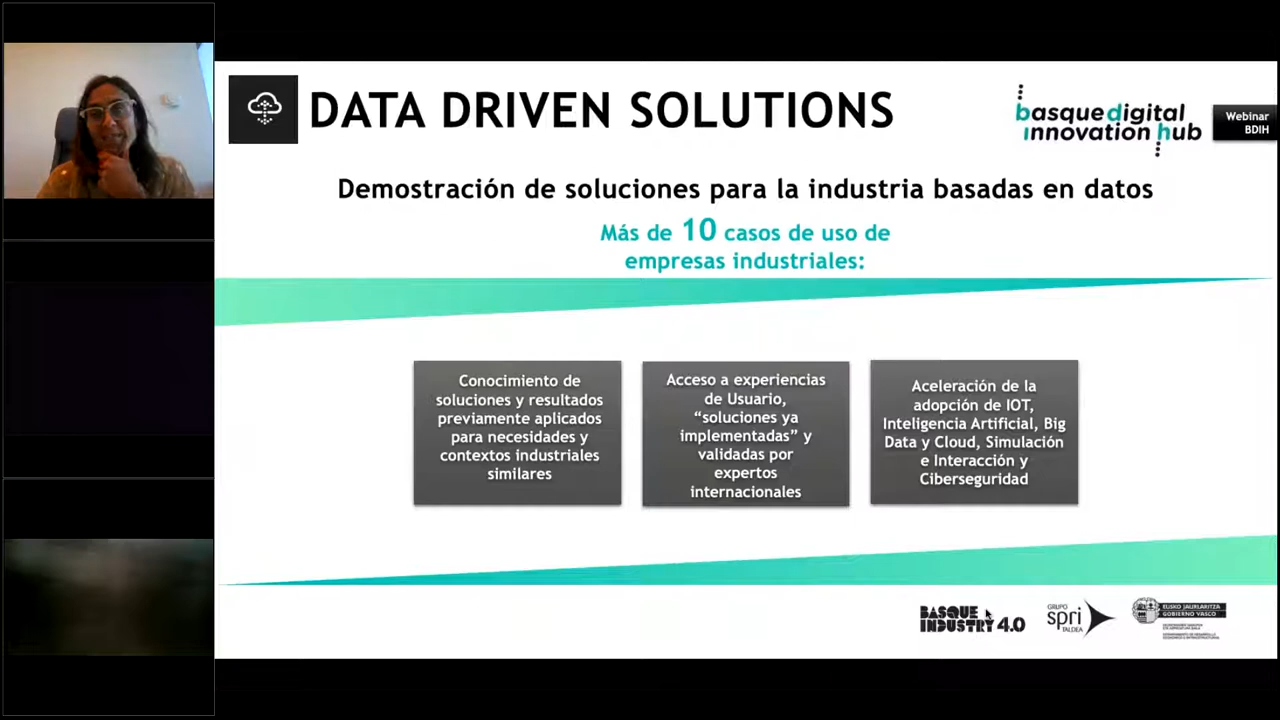 DATA DRIVEN SOLUTIONS
basquedigital
innovation hub
Webinar
BDIH
Demostración de soluciones para la industria basadas en datos
Más de 10 casos de uso de
empresas industriales:
Conocimiento de
soluciones y resultados
previamente aplicados
para necesidades y
contextos industriales
similares
Acceso a experiencias
de Usuario,
“soluciones ya
implementadas” y
validadas por
expertos
internacionales
Aceleración de la
adopción de IOT,
Inteligencia Artificial, Big
Data y Cloud, Simulación
e Interacción y
Ciberseguridad
BASQUE
INDUSTRY 4.0
GRUPO
spri
TALDEA
EUSKO JAURLARITZA
GOBIERNO VASCO